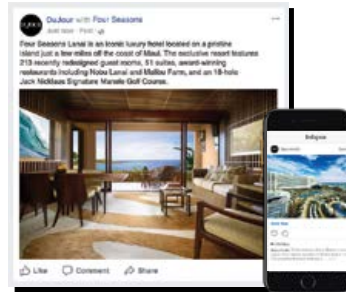 DuJour with Four Seasons
Just now · Post ·
Four Seasons Lanai is an iconic luxury hotel located on a pristine
island just a few miles off the coast of Maui. The exclusive resort features
213 recently redesigned guest rooms, 51 suites, award-winning
restaurants including Nobu Lanai and Malibu Farm, and an 18-hole
Jack Nicklaus Signature Manele Golf Course.
Like Comment Share
Instagram